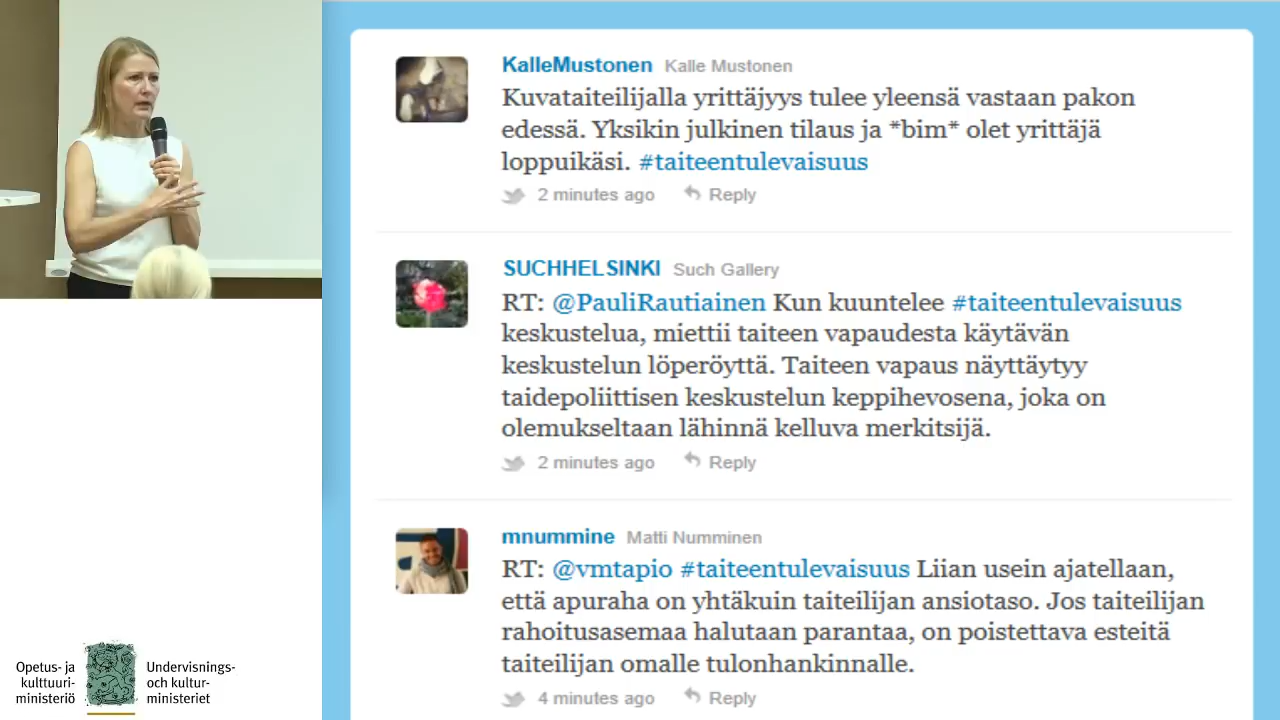 KalleMustonen Kalle Mustonen
Kuvataiteilijalla yrittäjyys tulee yleensä vastaan pakon
edessä. Yksikin julkinen tilaus ja *bim* olet yrittäjä
loppuikäsi. #taiteentulevaisuus
2 minutes ago Reply
SUCHHELSINKI Such Gallery
RT: @PauliRautiainen Kun kuuntelee #taiteentulevaisuus
keskustelua, miettii taiteen vapaudesta käytävän
keskustelun löperöyttä. Taiteen vapaus näyttäytyy
taidepoliittisen keskustelun keppihevosena, joka on
olemukseltaan lähinnä kelluva merkitsijä.
2 minutes ago Reply
mnummine Matti Numminen
RT: @vmtapio #taiteentulevaisuus Liian usein ajatellaan,
että apuraha on yhtäkuin taiteilijan ansiotaso. Jos taiteilijan
rahoitusasemaa halutaan parantaa, on poistettava esteitä
taiteilijan omalle tulonhankinnalle.
4 minutes ago Reply
Opetus- ja
kulttuuri-
ministeriö
Undervisnings-
och kultur-
ministeriet